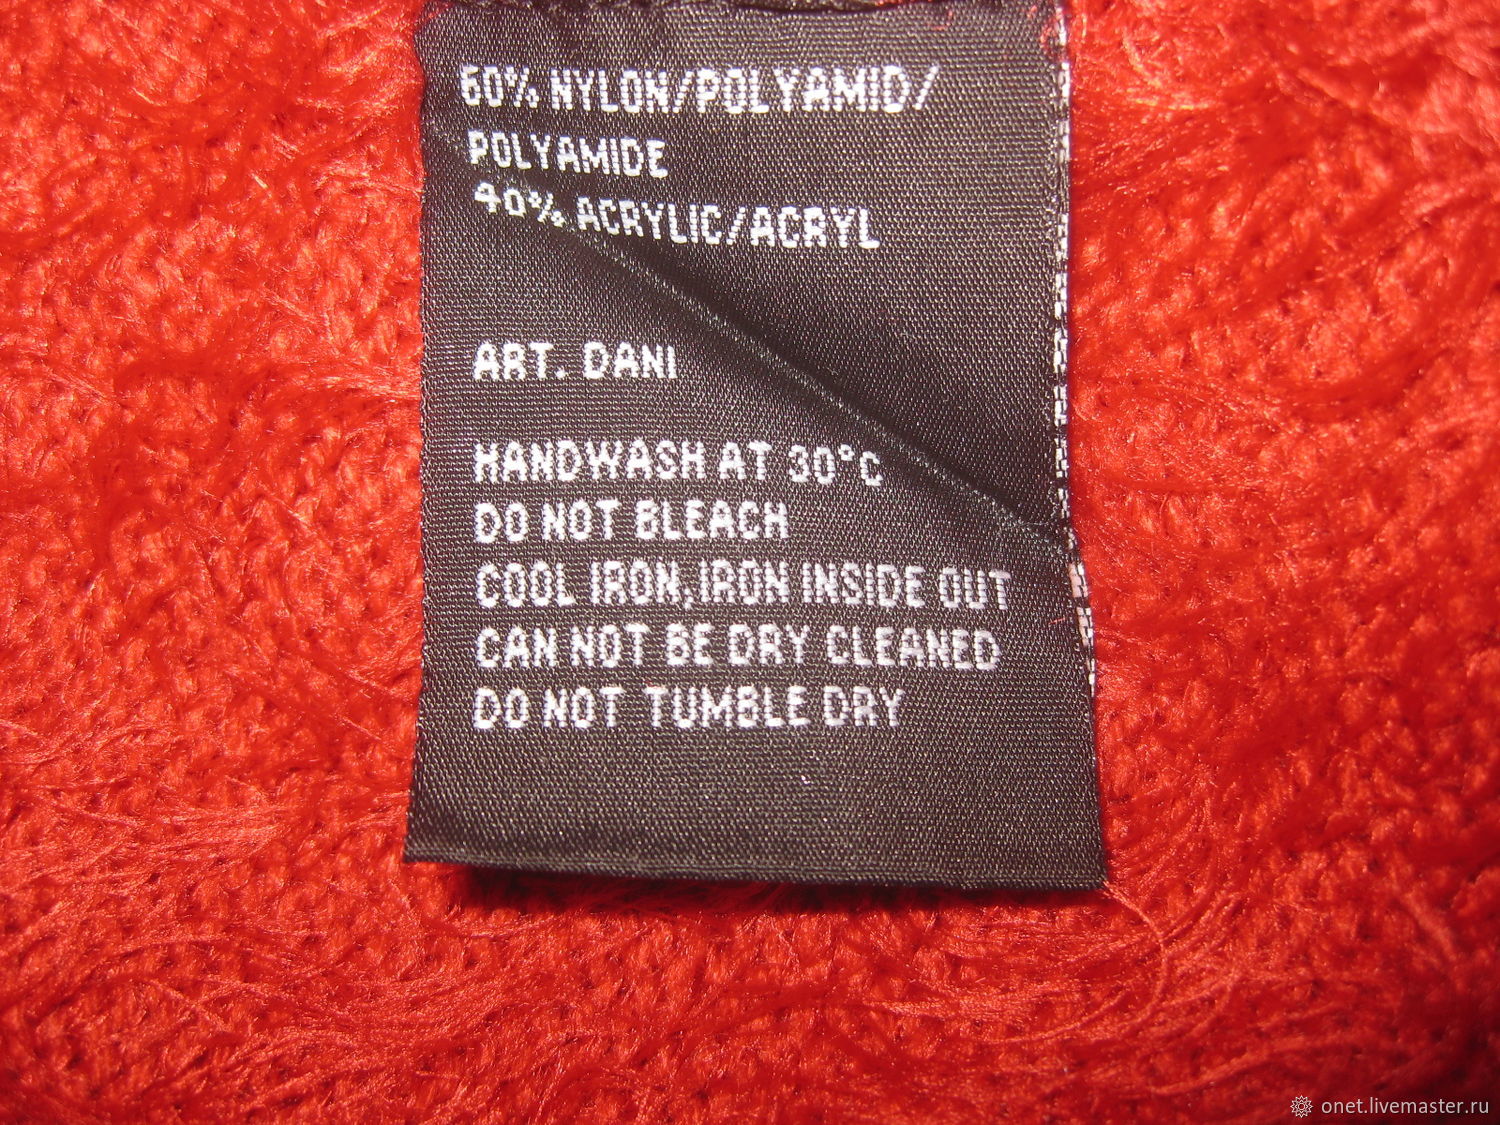 60% NYLON/POLYAMID/
POLYAMIDE
40% ACRYLIC/ACRYL
ART. DANI
HANDWASH AT 30°C
DO NOT BLEACH
COOL IRON,IRON INSIDE OUT
CAN NOT BE DRY CLEANED
DO NOT TUMBLE DRY
onet.livemaster.ru